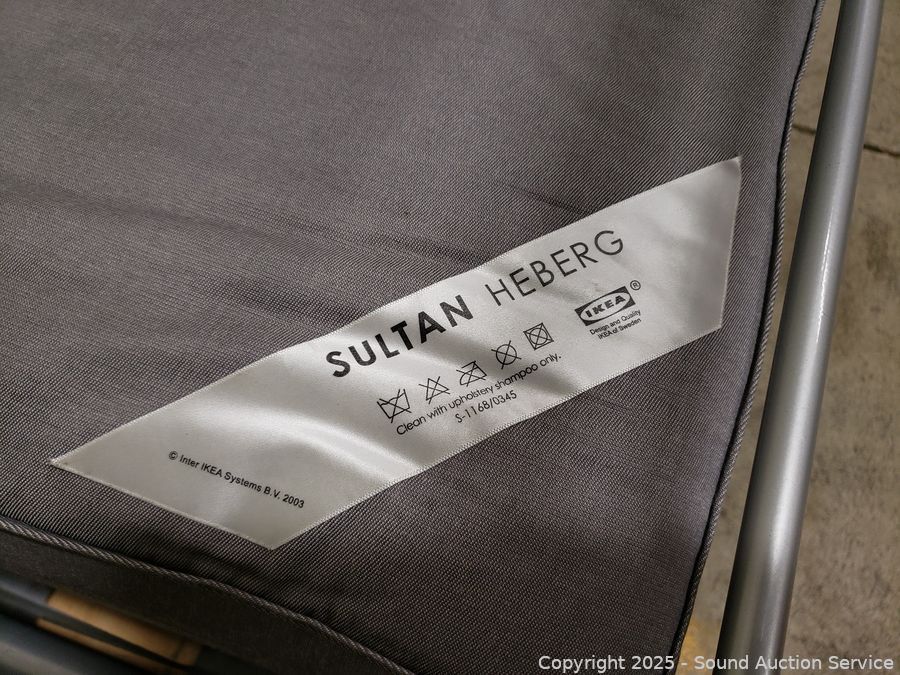 SULTAN HEBERG
IKEA®
Design and Quality
IKEA of Sweden
Clean with upholstery shampoo only.
S-1168/0345
© Inter IKEA Systems B.V. 2003
Copyright 2025 - Sound Auction Service